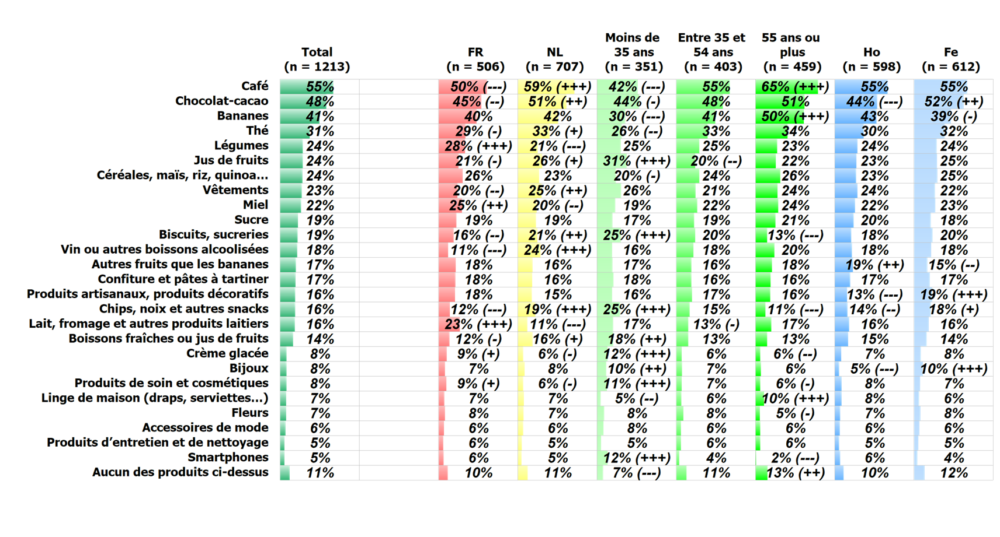 Total (n = 1213) FR (n = 506) NL (n = 707) Moins de 35 ans (n = 351) Entre 35 et 54 ans (n = 403) 55 ans ou plus (n = 459) Ho (n = 598) Fe (n = 612)
Café 55% 50% (---) 59% (+++) 42% (---) 55% 65% (+++) 55% 55%
Chocolat-cacao 48% 45% (--) 51% (++) 44% (-) 48% 51% 44% (---) 52% (++)
Bananes 41% 40% 42% 30% (---) 41% 50% (+++) 43% 39% (-)
Thé 31% 29% (-) 33% (+) 26% (--) 33% 34% 30% 32%
Légumes 24% 28% (+++) 21% (---) 25% 25% 23% 24% 24%
Jus de fruits 24% 21% (-) 26% (+) 31% (+++) 20% (--) 22% 23% 25%
Céréales, maïs, riz, quinoa... 24% 26% 23% 20% (-) 24% 26% 23% 25%
Vêtements 23% 20% (--) 25% (++) 26% 21% 24% 24% 22%
Miel 22% 25% (++) 20% (--) 19% 22% 24% 22% 23%
Sucre 19% 19% 19% 17% 19% 21% 20% 18%
Biscuits, sucreries 19% 16% (--) 21% (++) 25% (+++) 20% 13% (---) 18% 20%
Vin ou autres boissons alcoolisées 18% 11% (---) 24% (+++) 16% 18% 20% 18% 18%
Autres fruits que les bananes 17% 18% 16% 17% 16% 18% 19% (++) 15% (--)
Confiture et pâtes à tartiner 17% 18% 16% 18% 16% 16% 17% 17%
Produits artisanaux, produits décoratifs 16% 18% 15% 16% 17% 16% 13% (---) 19% (+++)
Chips, noix et autres snacks 16% 12% (---) 19% (+++) 25% (+++) 15% 11% (---) 14% (--) 18% (+)
Lait, fromage et autres produits laitiers 16% 23% (+++) 11% (---) 17% 13% (-) 17% 16% 16%
Boissons fraîches ou jus de fruits 14% 12% (-) 16% (+) 18% (++) 13% 13% 15% 14%
Crème glacée 8% 9% (+) 6% (-) 12% (+++) 6% 6% (--) 7% 8%
Bijoux 8% 7% 8% 10% (++) 7% 6% 5% (---) 10% (+++)
Produits de soin et cosmétiques 8% 9% (+) 6% (-) 11% (+++) 7% 6% (-) 8% 7%
Linge de maison (draps, serviettes...) 7% 7% 7% 5% (--) 6% 10% (+++) 8% 6%
Fleurs 7% 8% 7% 8% 8% 5% (-) 7% 8%
Accessoires de mode 6% 6% 6% 8% 6% 6% 6% 6%
Produits d’entretien et de nettoyage 5% 6% 5% 5% 6% 6% 5% 5%
Smartphones 5% 6% 5% 12% (+++) 4% 2% (---) 6% 4%
Aucun des produits ci-dessus 11% 10% 11% 7% (---) 11% 13% (++) 10% 12%